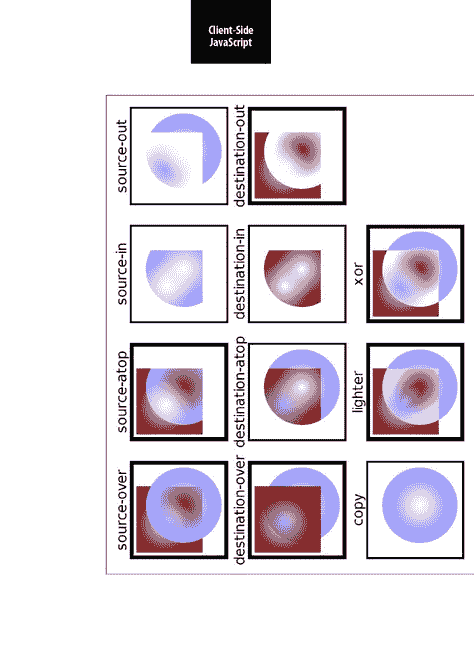 Client-Side
JavaScript
source-over
source-atop
source-in
source-out
destination-over
destination-atop
destination-in
destination-out
copy
lighter
xor